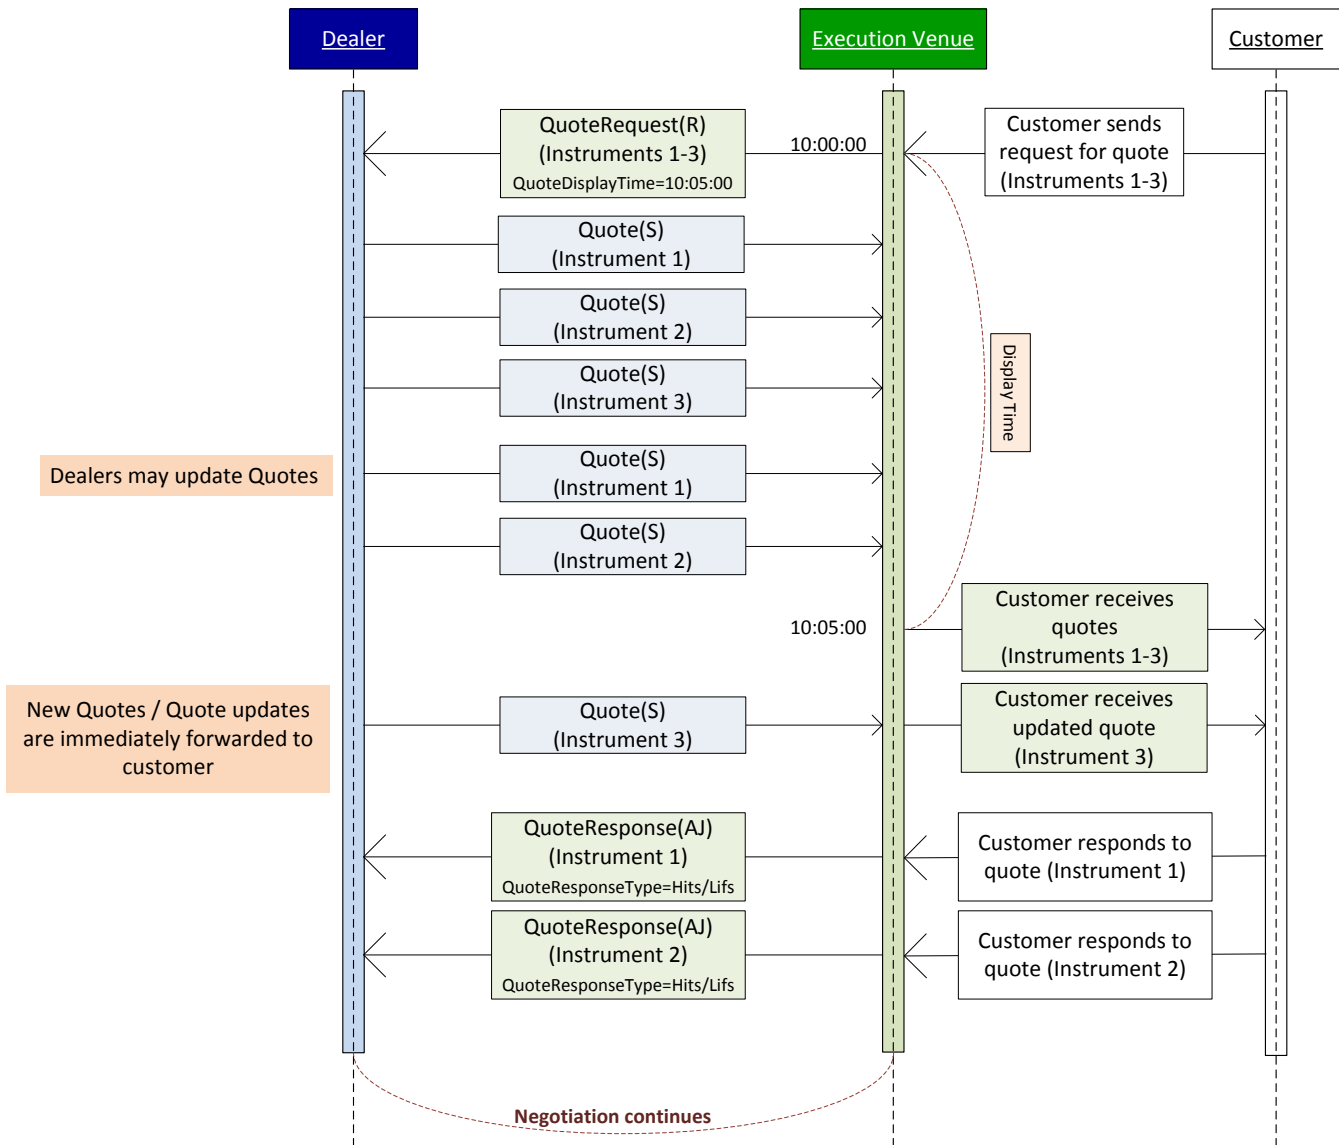 Dealer
Execution Venue
Customer
QuoteRequest(R)
(Instruments 1-3)
QuoteDisplayTime=10:05:00
10:00:00
Customer sends
request for quote
(Instruments 1-3)
Quote(S)
(Instrument 1)
Quote(S)
(Instrument 2)
Quote(S)
(Instrument 3)
Display Time
Dealers may update Quotes
Quote(S)
(Instrument 1)
Quote(S)
(Instrument 2)
10:05:00
Customer receives
quotes
(Instruments 1-3)
New Quotes / Quote updates
are immediately forwarded to
customer
Quote(S)
(Instrument 3)
Customer receives
updated quote
(Instrument 3)
QuoteResponse(AJ)
(Instrument 1)
QuoteResponseType=Hits/Lifs
Customer responds to
quote (Instrument 1)
QuoteResponse(AJ)
(Instrument 2)
QuoteResponseType=Hits/Lifs
Customer responds to
quote (Instrument 2)
Negotiation continues